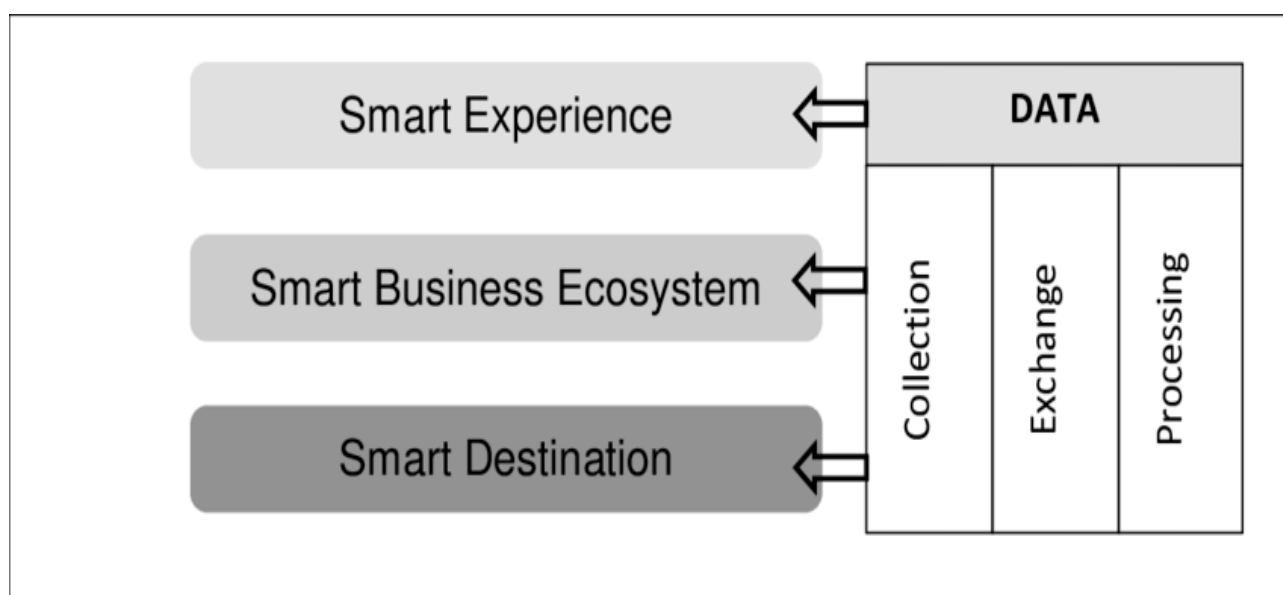 Smart Experience
Smart Business Ecosystem
Smart Destination
DATA
Collection
Exchange
Processing